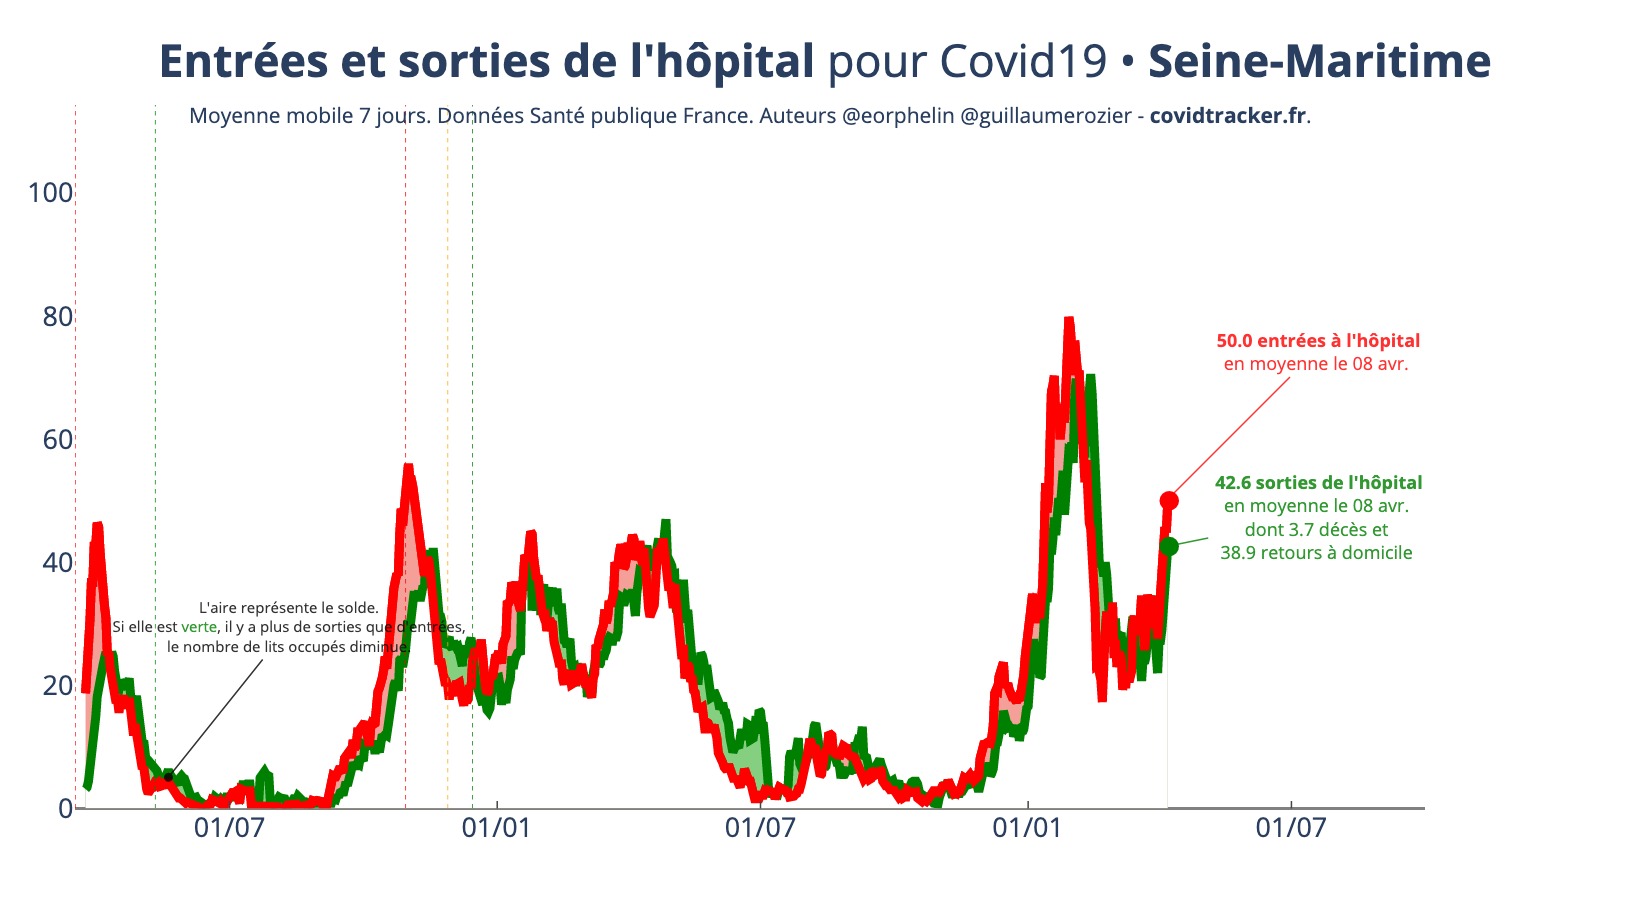 Entrées et sorties de l'hôpital pour Covid19 • Seine-Maritime
Moyenne mobile 7 jours. Données Santé publique France. Auteurs @eorphelin @guillaumerozier - covidtracker.fr.
100
80
60
40
20
0
50.0 entrées à l'hôpital
en moyenne le 08 avr.
42.6 sorties de l'hôpital
en moyenne le 08 avr.
dont 3.7 décès et
38.9 retours à domicile
L'aire représente le solde.
Si elle est verte, il y a plus de sorties que d'entrées,
le nombre de lits occupés diminue.
01/07
01/01
01/07
01/01
01/07